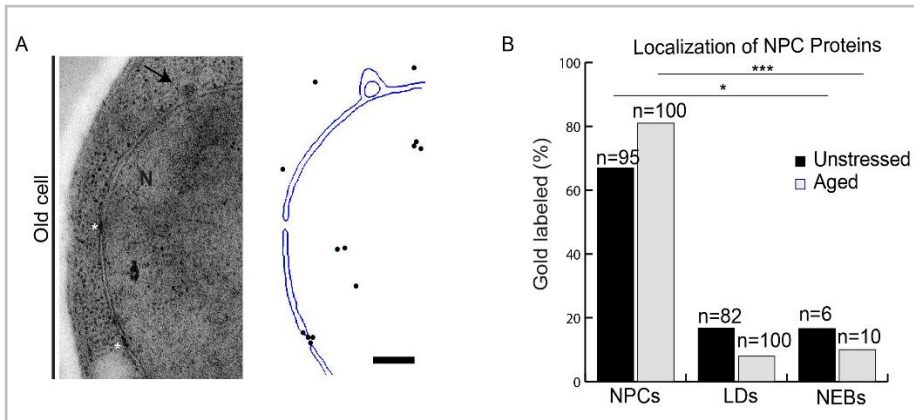 A
Old cell
N
*
*
B
Localization of NPC Proteins
***
*
n=100
n=95
Unstressed
Aged
Gold labeled (%)
100
80
60
40
20
0
n=82
n=100
n=6
n=10
NPCs
LDs
NEBs